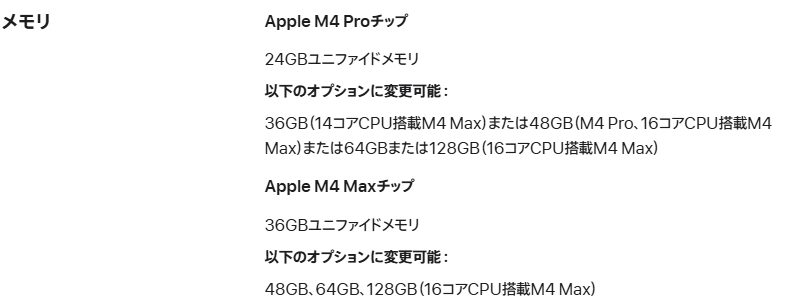 メモリ
Apple M4 Proチップ
24GBユニファイドメモリ
以下のオプションに変更可能：
36GB（14コアCPU搭載M4 Max）または48GB（M4 Pro、16コアCPU搭載M4
Max）または64GBまたは128GB（16コアCPU搭載M4 Max）
Apple M4 Maxチップ
36GBユニファイドメモリ
以下のオプションに変更可能：
48GB、64GB、128GB（16コアCPU搭載M4 Max）